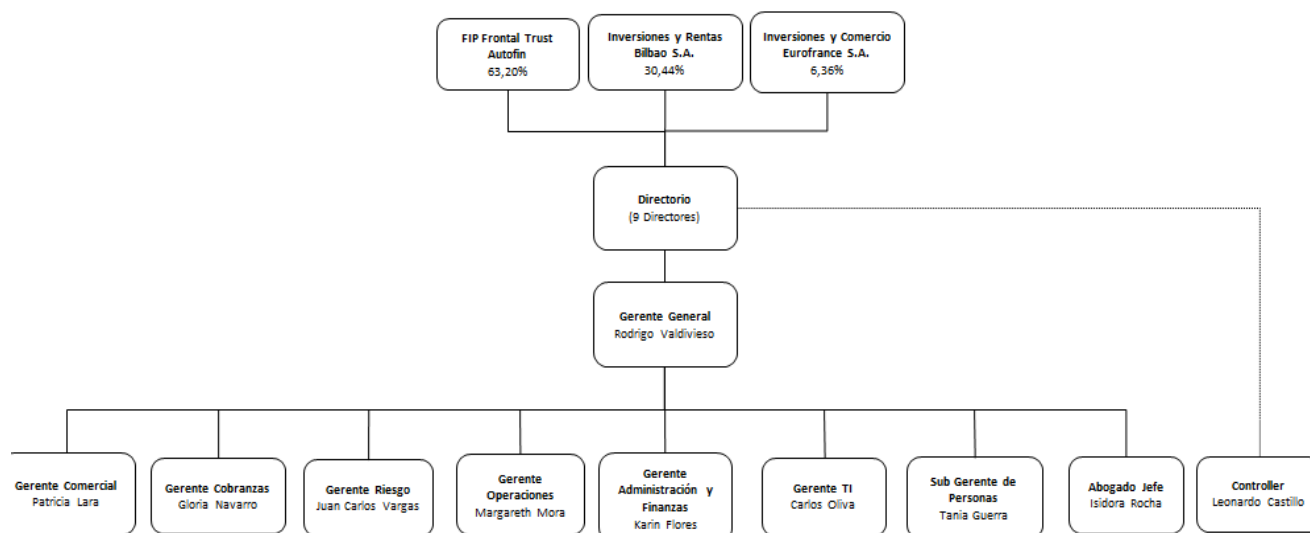 FIP Frontal Trust
Autofin
63,20%
Inversiones y Rentas
Bilbao S.A.
30,44%
Inversiones y Comercio
Eurofrance S.A.
6,36%
Directorio
(9 Directores)
Gerente General
Rodrigo Valdivieso
Gerente Comercial
Patricia Lara
Gerente Cobranzas
Gloria Navarro
Gerente Riesgo
Juan Carlos Vargas
Gerente
Operaciones
Margareth Mora
Gerente
Administración y
Finanzas
Karin Flores
Gerente TI
Carlos Oliva
Sub Gerente de
Personas
Tania Guerra
Abogado Jefe
Isidora Rocha
Controller
Leonardo Castillo